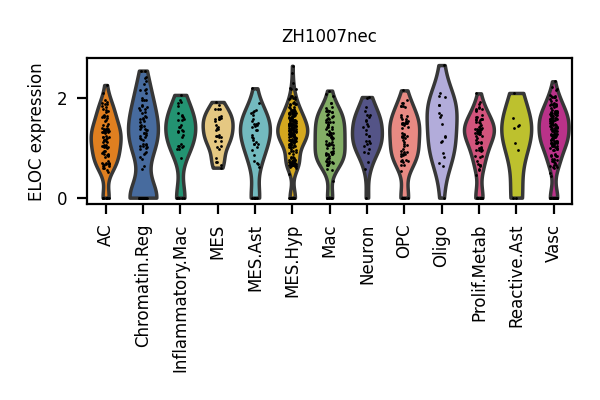 ZH1007nec
ELOC expression
2
0
AC
Chromatin.Reg
Inflammatory.Mac
MES
MES.Ast
MES.Hyp
Mac
Neuron
OPC
Oligo
Prolif.Metab
Reactive.Ast
Vasc